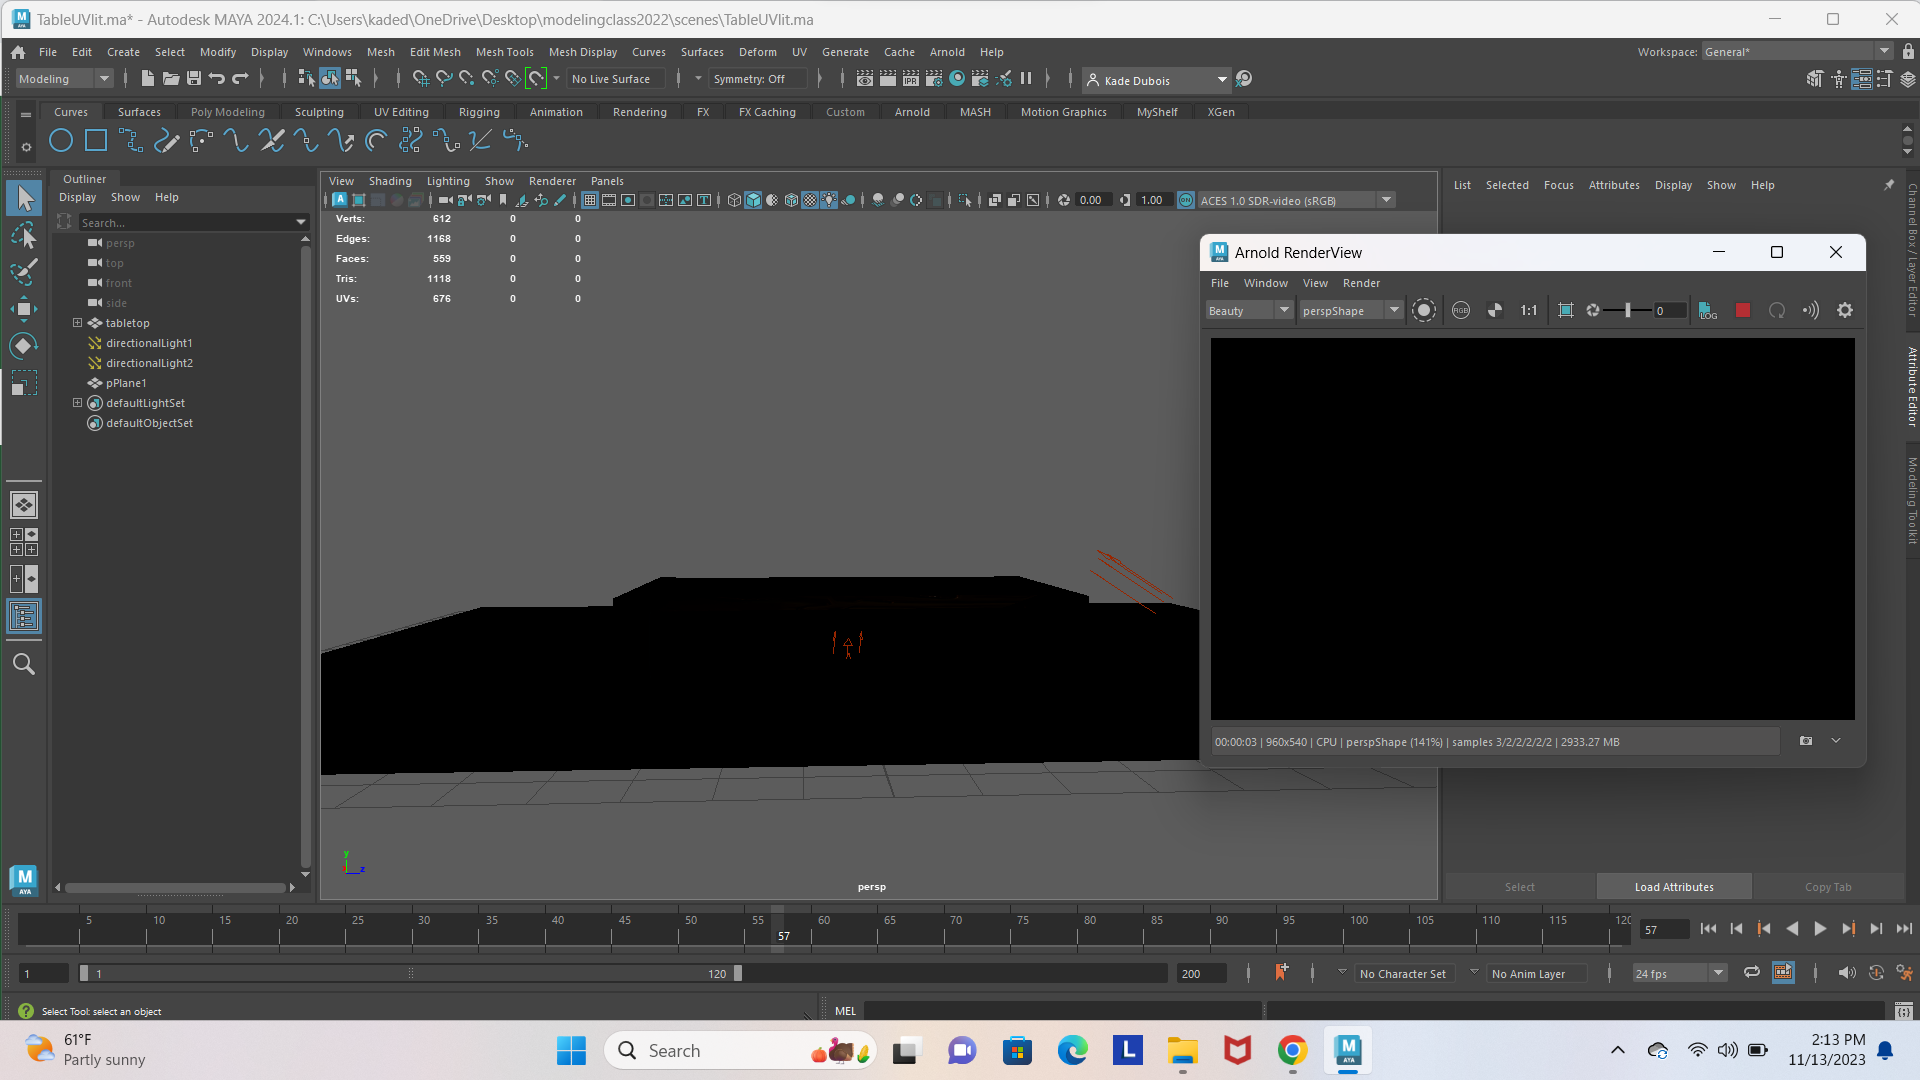 TableUVlit.ma* - Autodesk MAYA 2024.1: C:\Users\kaded\OneDrive\Desktop\modelingclass2022\scenes\TableUVlit.ma
File Edit Create Select Modify Display Windows Mesh Edit Mesh Mesh Tools Mesh Display Curves Surfaces Deform UV Generate Cache Arnold Help
Workspace: General*
Modeling
No Live Surface
Symmetry: Off
IPR
Kade Dubois
Curves Surfaces Poly Modeling Sculpting UV Editing Rigging Animation Rendering FX FX Caching Custom Arnold MASH Motion Graphics MyShelf XGen
Outliner
Display Show Help
Search...
persp
top
front
side
tabletop
directionalLight1
directionalLight2
pPlane1
defaultLightSet
defaultObjectSet
View Shading Lighting Show Renderer Panels
0.00
1.00
ON
ACES 1.0 SDR-video (sRGB)
Verts: 612 0 0
Edges: 1168 0 0
Faces: 559 0 0
Tris: 1118 0 0
UVs: 676 0 0
y
z
persp
List Selected Focus Attributes Display Show Help
Arnold RenderView
File Window View Render
Beauty
perspShape
RGB
1:1
0
LOG
00:00:03 | 960x540 | CPU | perspShape (141%) | samples 3/2/2/2/2/2 | 2933.27 MB
Channel Box / Layer Editor
Attribute Editor
Modeling Toolkit
Select
Load Attributes
Copy Tab
M
AYA
5 10 15 20 25 30 35 40 45 50 55 60 65 70 75 80 85 90 95 100 105 110 115 120
57
57
1
1
120
200
No Character Set
No Anim Layer
24 fps
Select Tool: select an object
MEL
61°F
Partly sunny
Search
L
M
AYA
2:13 PM
11/13/2023